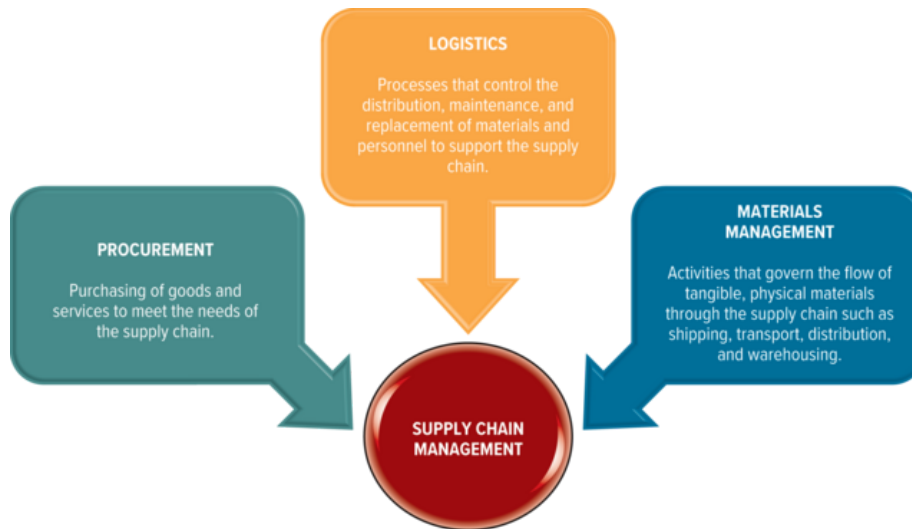 LOGISTICS
Processes that control the
distribution, maintenance, and
replacement of materials and
personnel to support the supply
chain.
PROCUREMENT
Purchasing of goods and
services to meet the needs of
the supply chain.
MATERIALS
MANAGEMENT
Activities that govern the flow of
tangible, physical materials
through the supply chain such as
shipping, transport, distribution,
and warehousing.
SUPPLY CHAIN
MANAGEMENT